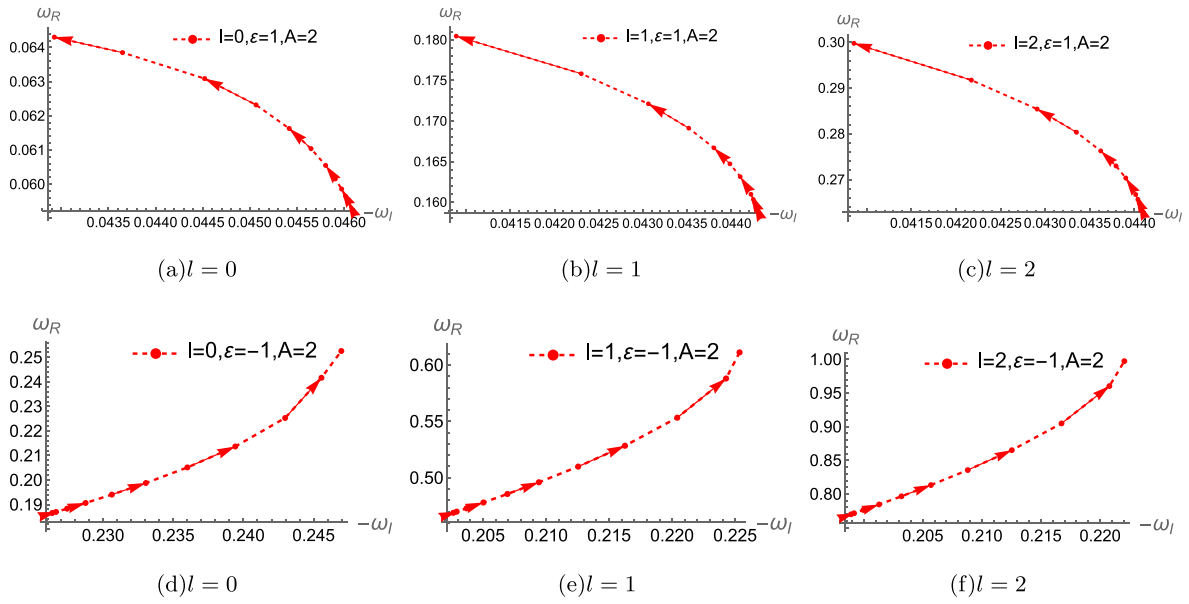 ω_R
l=0,ε=1,A=2
0.064
0.063
0.062
0.061
0.060
0.0435 0.0440 0.0445 0.0450 0.0455 0.0460
-ω_I
(a)l = 0
ω_R
l=1,ε=1,A=2
0.180
0.175
0.170
0.165
0.160
0.0415 0.0420 0.0425 0.0430 0.0435 0.0440
-ω_I
(b)l = 1
ω_R
l=2,ε=1,A=2
0.30
0.29
0.28
0.27
0.0415 0.0420 0.0425 0.0430 0.0435 0.0440
-ω_I
(c)l = 2
ω_R
l=0,ε=−1,A=2
0.25
0.24
0.23
0.22
0.21
0.20
0.19
0.230 0.235 0.240 0.245
-ω_I
(d)l = 0
ω_R
l=1,ε=−1,A=2
0.60
0.55
0.50
0.205 0.210 0.215 0.220 0.225
-ω_I
(e)l = 1
ω_R
l=2,ε=−1,A=2
1.00
0.95
0.90
0.85
0.80
0.205 0.210 0.215 0.220
-ω_I
(f)l = 2